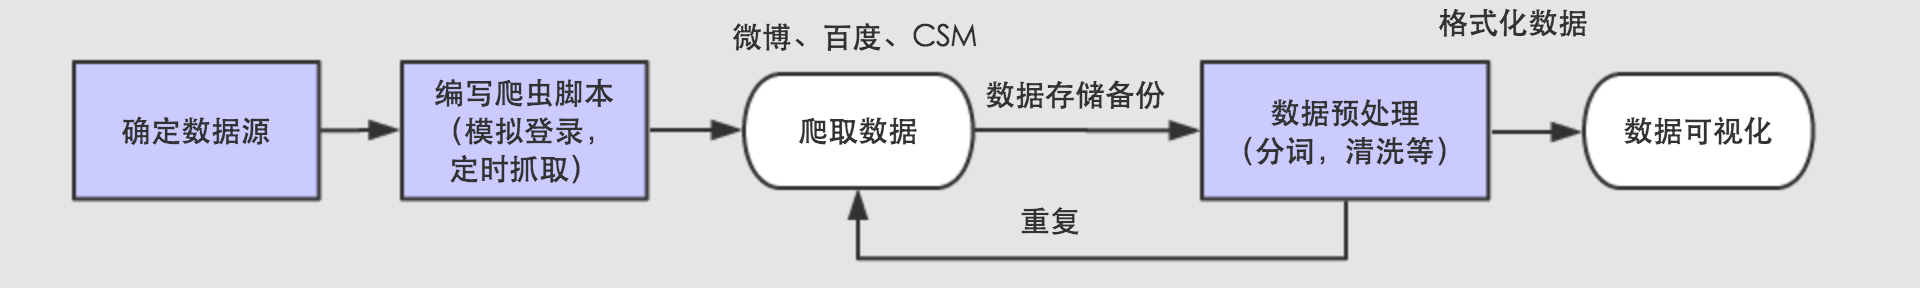 确定数据源
编写爬虫脚本
（模拟登录，
定时抓取）
微博、百度、CSM
爬取数据
数据存储备份
数据预处理
（分词，清洗等）
重复
格式化数据
数据可视化